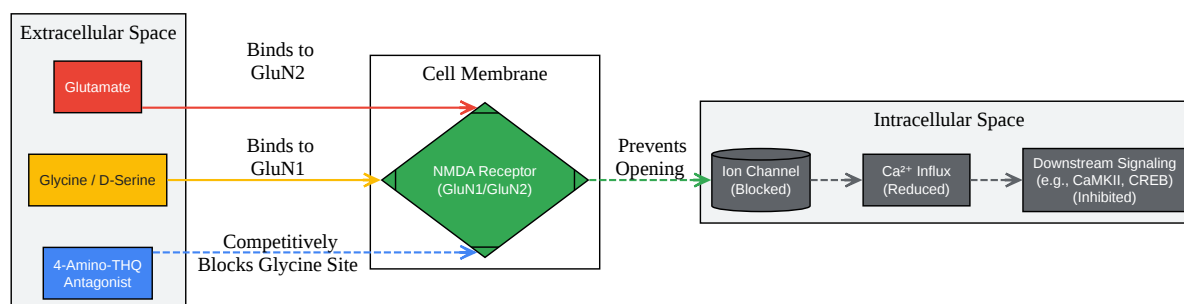 Extracellular Space
Glutamate
Glycine / D-Serine
4-Amino-THQ
Antagonist
Binds to
GluN2
Binds to
GluN1
Competitively
Blocks Glycine Site
Cell Membrane
NMDA Receptor
(GluN1/GluN2)
Prevents
Opening
Intracellular Space
Ion Channel
(Blocked)
Ca²⁺ Influx
(Reduced)
Downstream Signaling
(e.g., CaMKII, CREB)
(Inhibited)